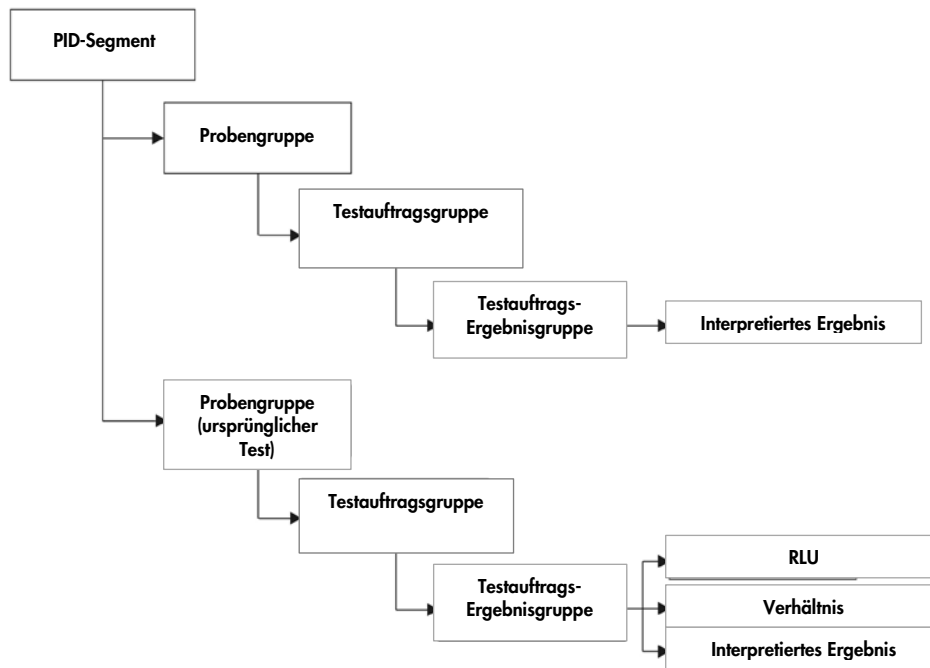 PID-Segment
Probengruppe
Testauftragsgruppe
Testauftrags-
Ergebnisgruppe
Interpretiertes Ergebnis
Probengruppe
(ursprünglicher
Test)
Testauftragsgruppe
Testauftrags-
Ergebnisgruppe
RLU
Verhältnis
Interpretiertes Ergebnis